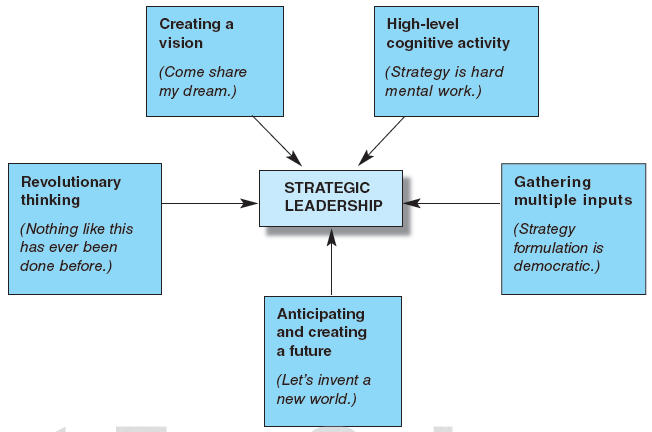 Creating a
vision
(Come share
my dream.)
High-level
cognitive activity
(Strategy is hard
mental work.)
Revolutionary
thinking
(Nothing like this
has ever been
done before.)
STRATEGIC
LEADERSHIP
Gathering
multiple inputs
(Strategy
formulation is
democratic.)
Anticipating
and creating
a future
(Let's invent a
new world.)